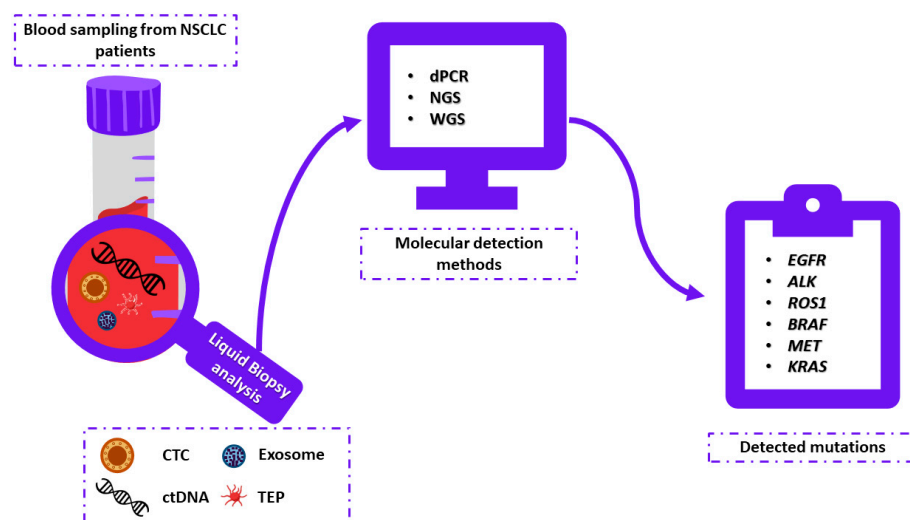 Blood sampling from NSCLC
patients
• dPCR
• NGS
• WGS
Molecular detection
methods
Liquid Biopsy
analysis
• EGFR
• ALK
• ROS1
• BRAF
• MET
• KRAS
Detected mutations
CTC
Exosome
ctDNA
TEP